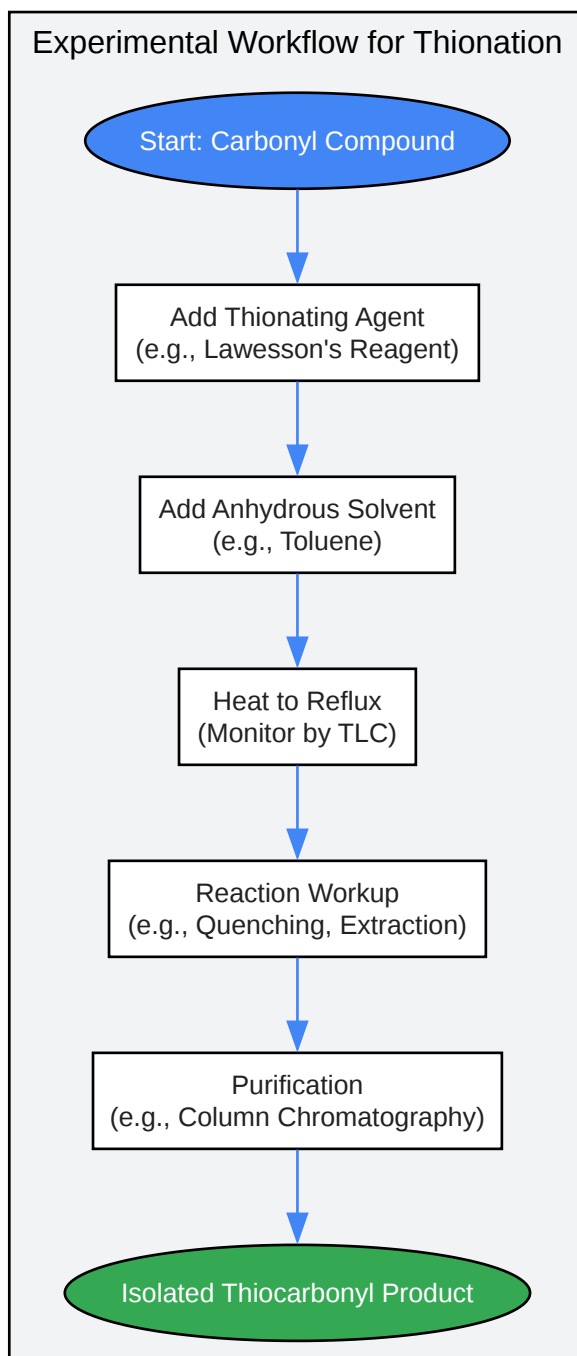 Experimental Workflow for Thionation
Start: Carbonyl Compound
Add Thionating Agent
(e.g., Lawesson's Reagent)
Add Anhydrous Solvent
(e.g., Toluene)
Heat to Reflux
(Monitor by TLC)
Reaction Workup
(e.g., Quenching, Extraction)
Purification
(e.g., Column Chromatography)
Isolated Thiocarbonyl Product